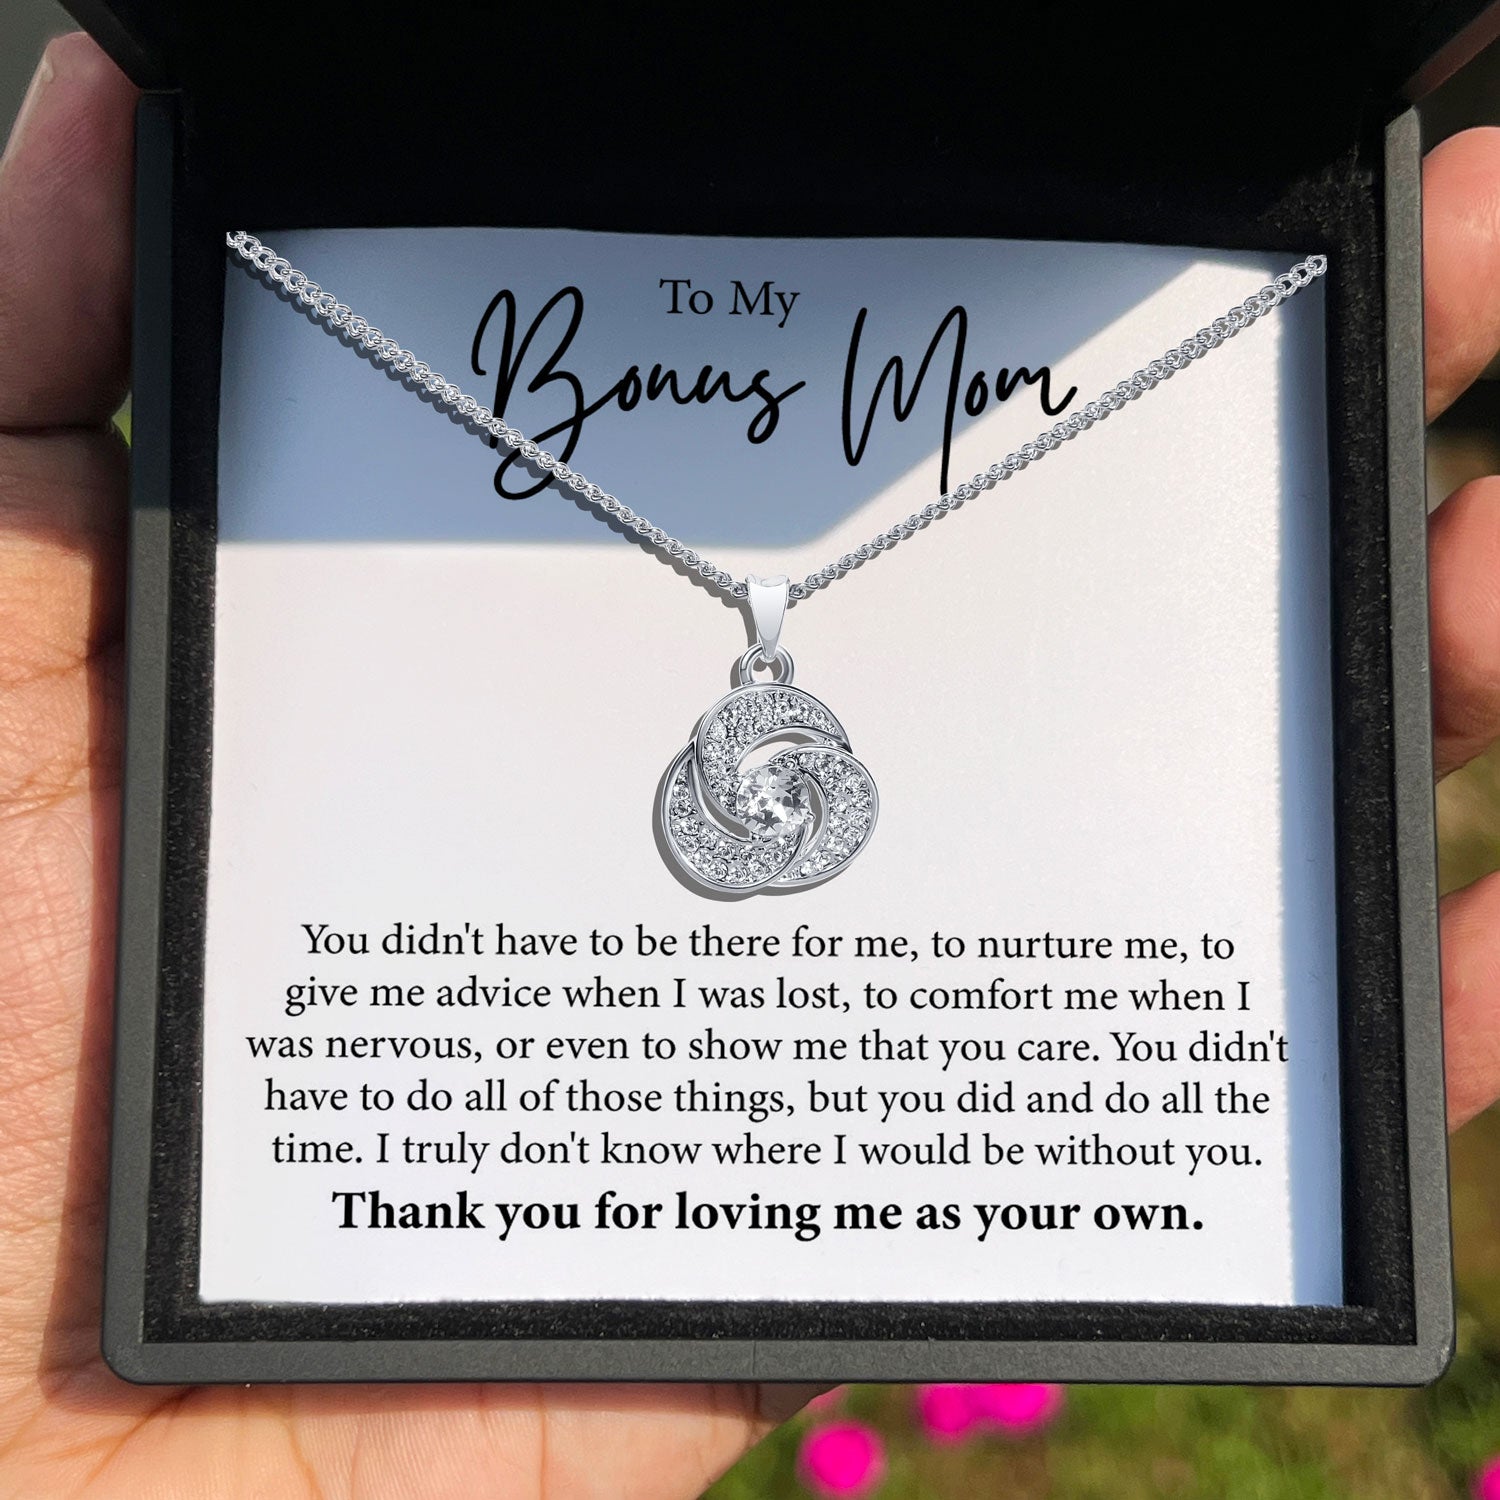 To My
Bonus Mom
You didn't have to be there for me, to nurture me, to
give me advice when I was lost, to comfort me when I
was nervous, or even to show me that you care. You didn't
have to do all of those things, but you did and do all the
time. I truly don't know where I would be without you.
Thank you for loving me as your own.